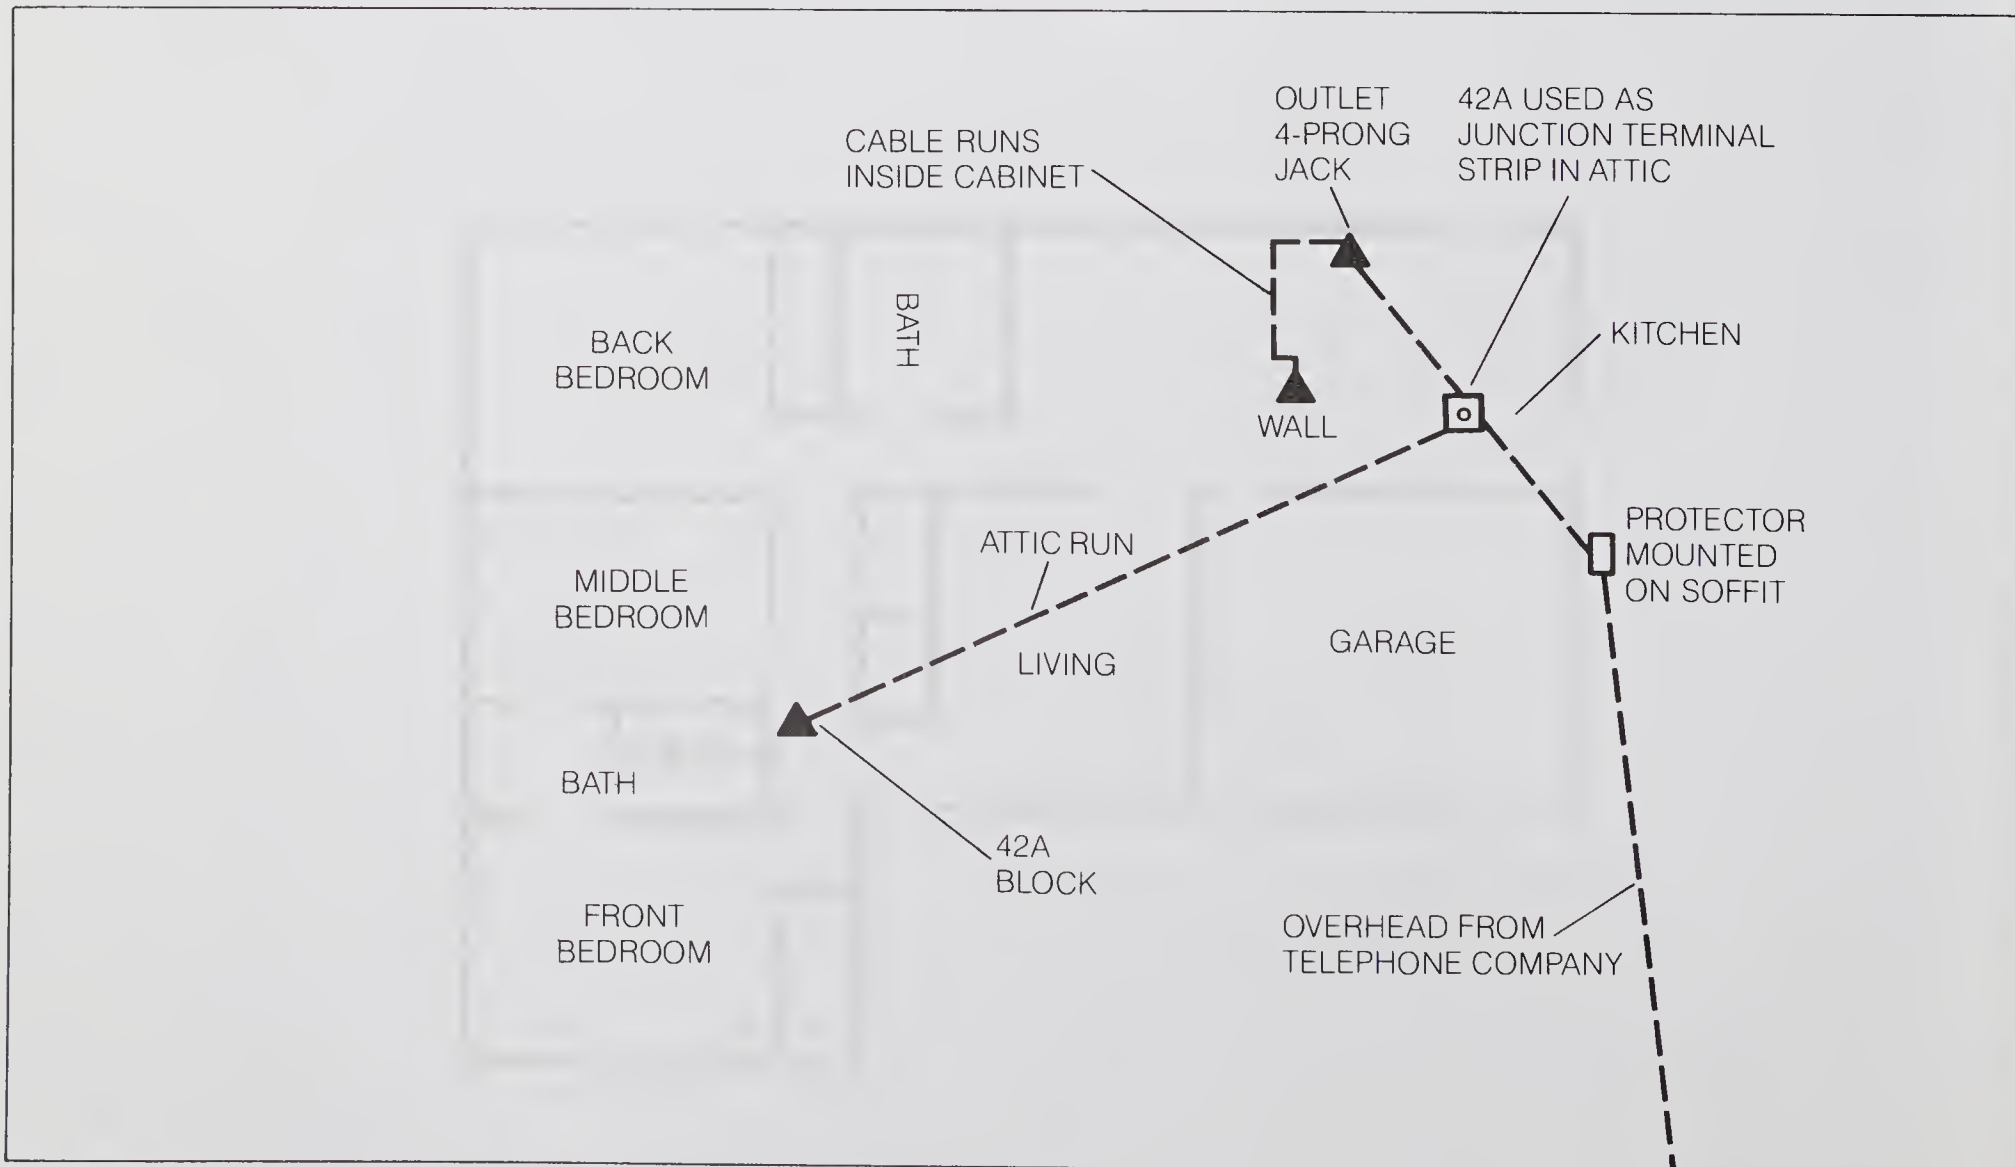 OUTLET
4-PRONG
JACK
42A USED AS
JUNCTION TERMINAL
STRIP IN ATTIC
CABLE RUNS
INSIDE CABINET
BACK
BEDROOM
BATH
KITCHEN
WALL
PROTECTOR
MOUNTED
ON SOFFIT
ATTIC RUN
MIDDLE
BEDROOM
LIVING
GARAGE
BATH
42A
BLOCK
FRONT
BEDROOM
OVERHEAD FROM
TELEPHONE COMPANY